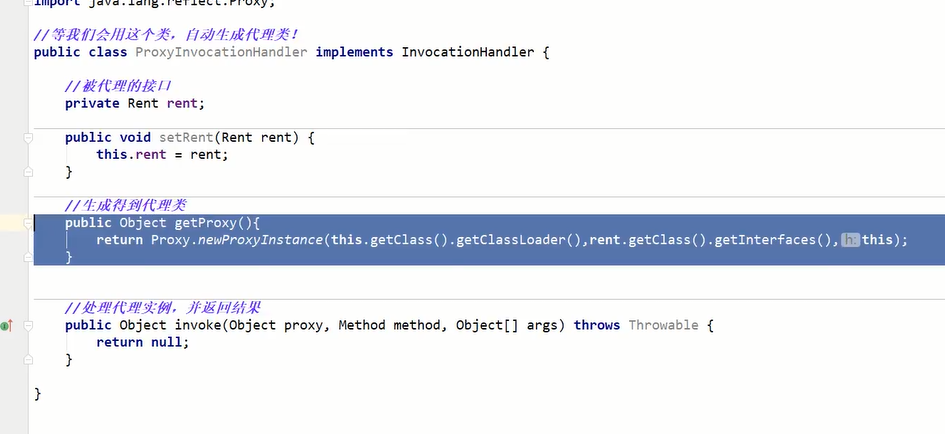 import java.lang.reflect.Proxy;
//等我们会用这个类，自动生成代理类！
public class ProxyInvocationHandler implements InvocationHandler {
//被代理的接口
private Rent rent;
public void setRent(Rent rent) {
this.rent = rent;
}
//生成得到代理类
public Object getProxy(){
return Proxy.newProxyInstance(this.getClass().getClassLoader(),rent.getClass().getInterfaces(), h: this);
}
//处理代理实例，并返回结果
public Object invoke(Object proxy, Method method, Object[] args) throws Throwable {
return null;
}
}